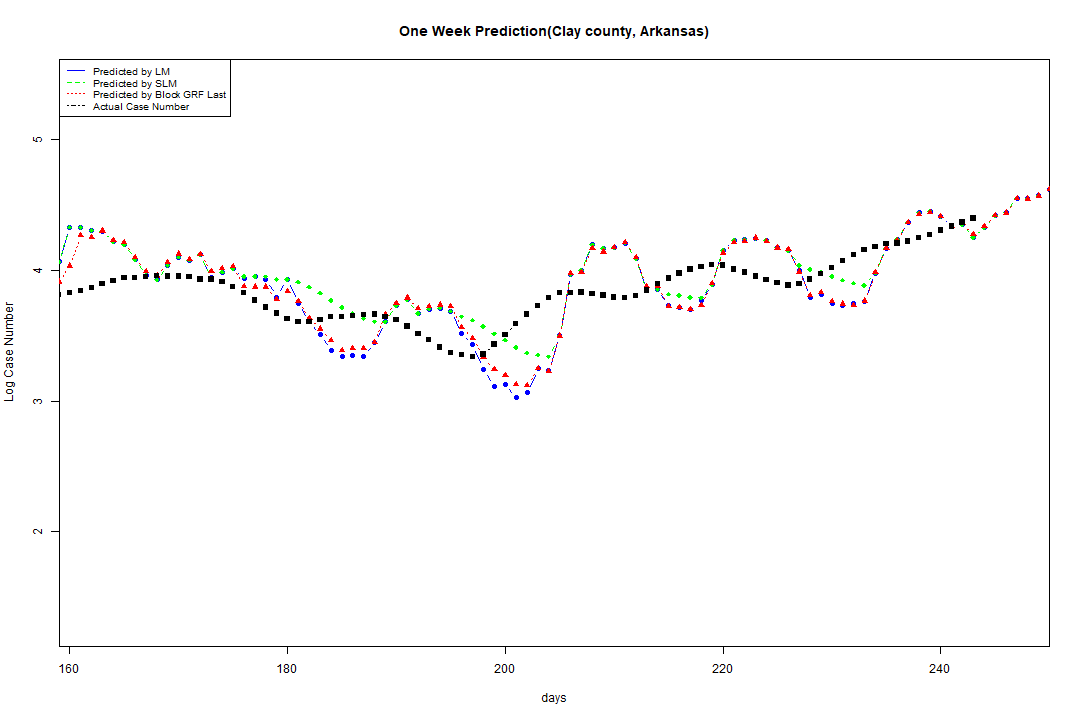 One Week Prediction(Clay county, Arkansas)
Predicted by LM
Predicted by SLM
Predicted by Block GRF Last
Actual Case Number
5
4
3
2
Log Case Number
160 180 200 220 240
days